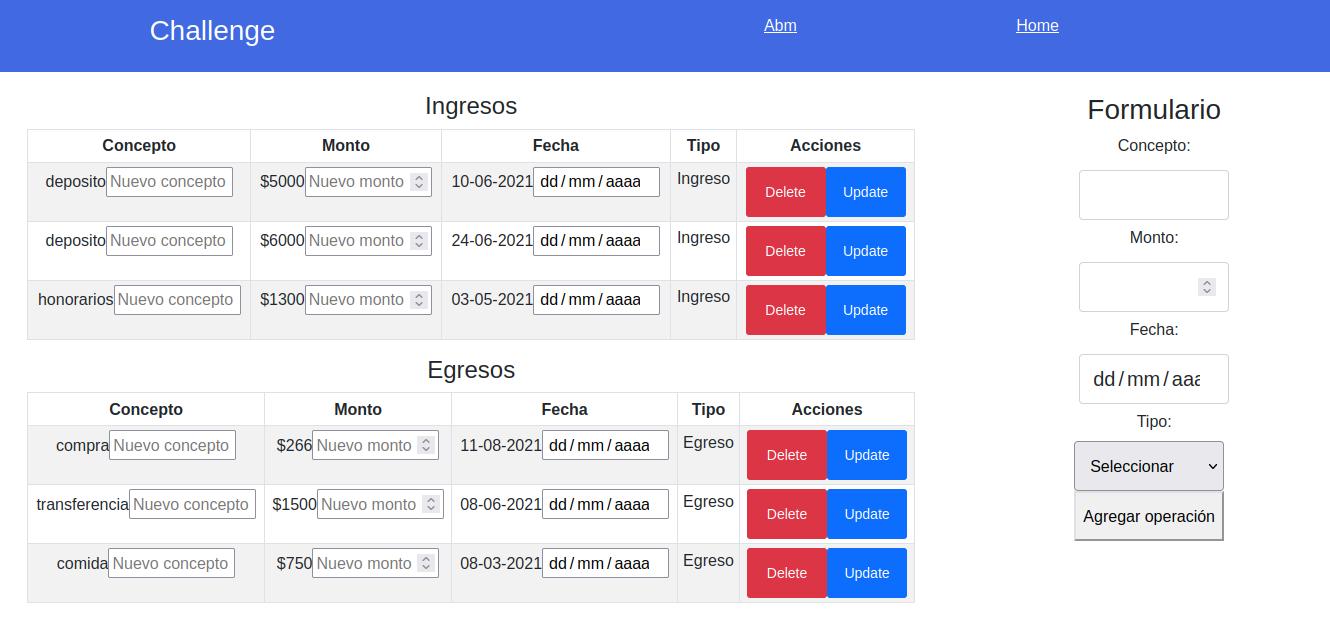 Challenge Abm Home
Ingresos
Concepto Monto Fecha Tipo Acciones
deposito Nuevo concepto $5000 Nuevo monto 10-06-2021 dd/mm/aaaa Ingreso Delete Update
deposito Nuevo concepto $6000 Nuevo monto 24-06-2021 dd/mm/aaaa Ingreso Delete Update
honorarios Nuevo concepto $1300 Nuevo monto 03-05-2021 dd/mm/aaaa Ingreso Delete Update
Egresos
Concepto Monto Fecha Tipo Acciones
compra Nuevo concepto $266 Nuevo monto 11-08-2021 dd/mm/aaaa Egreso Delete Update
transferencia Nuevo concepto $1500 Nuevo monto 08-06-2021 dd/mm/aaaa Egreso Delete Update
comida Nuevo concepto $750 Nuevo monto 08-03-2021 dd/mm/aaaa Egreso Delete Update
Formulario
Concepto:
Monto:
Fecha:
dd/mm/aaa
Tipo:
Seleccionar
Agregar operación